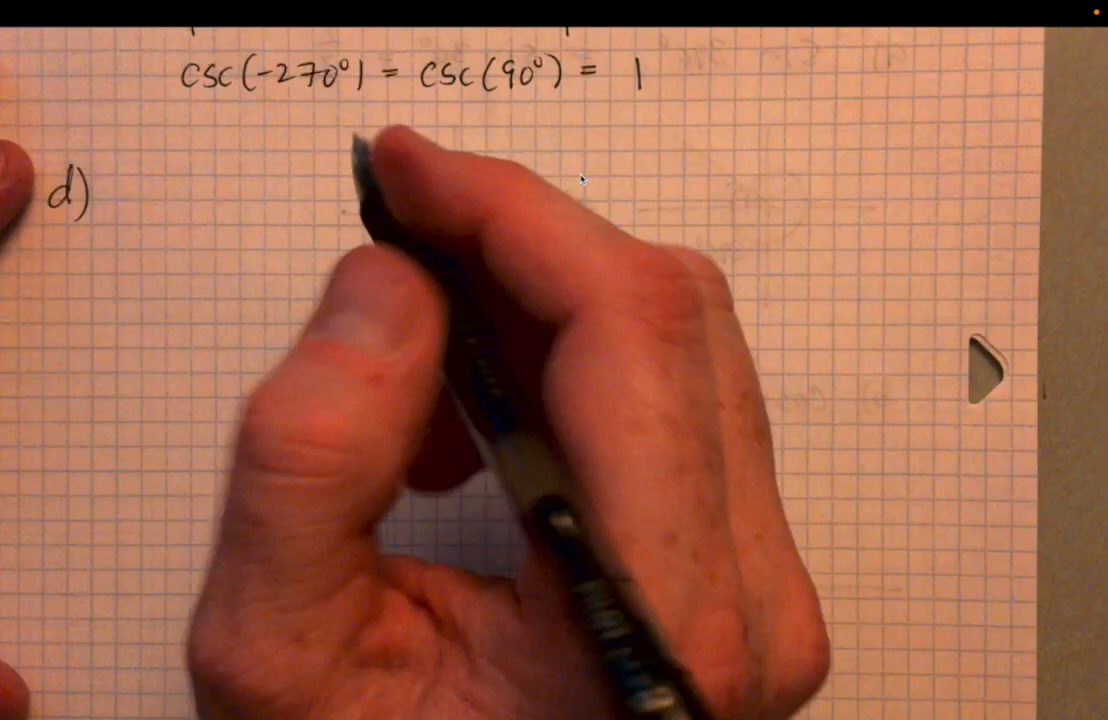 csc(-270°) = csc(90°) = 1
d)